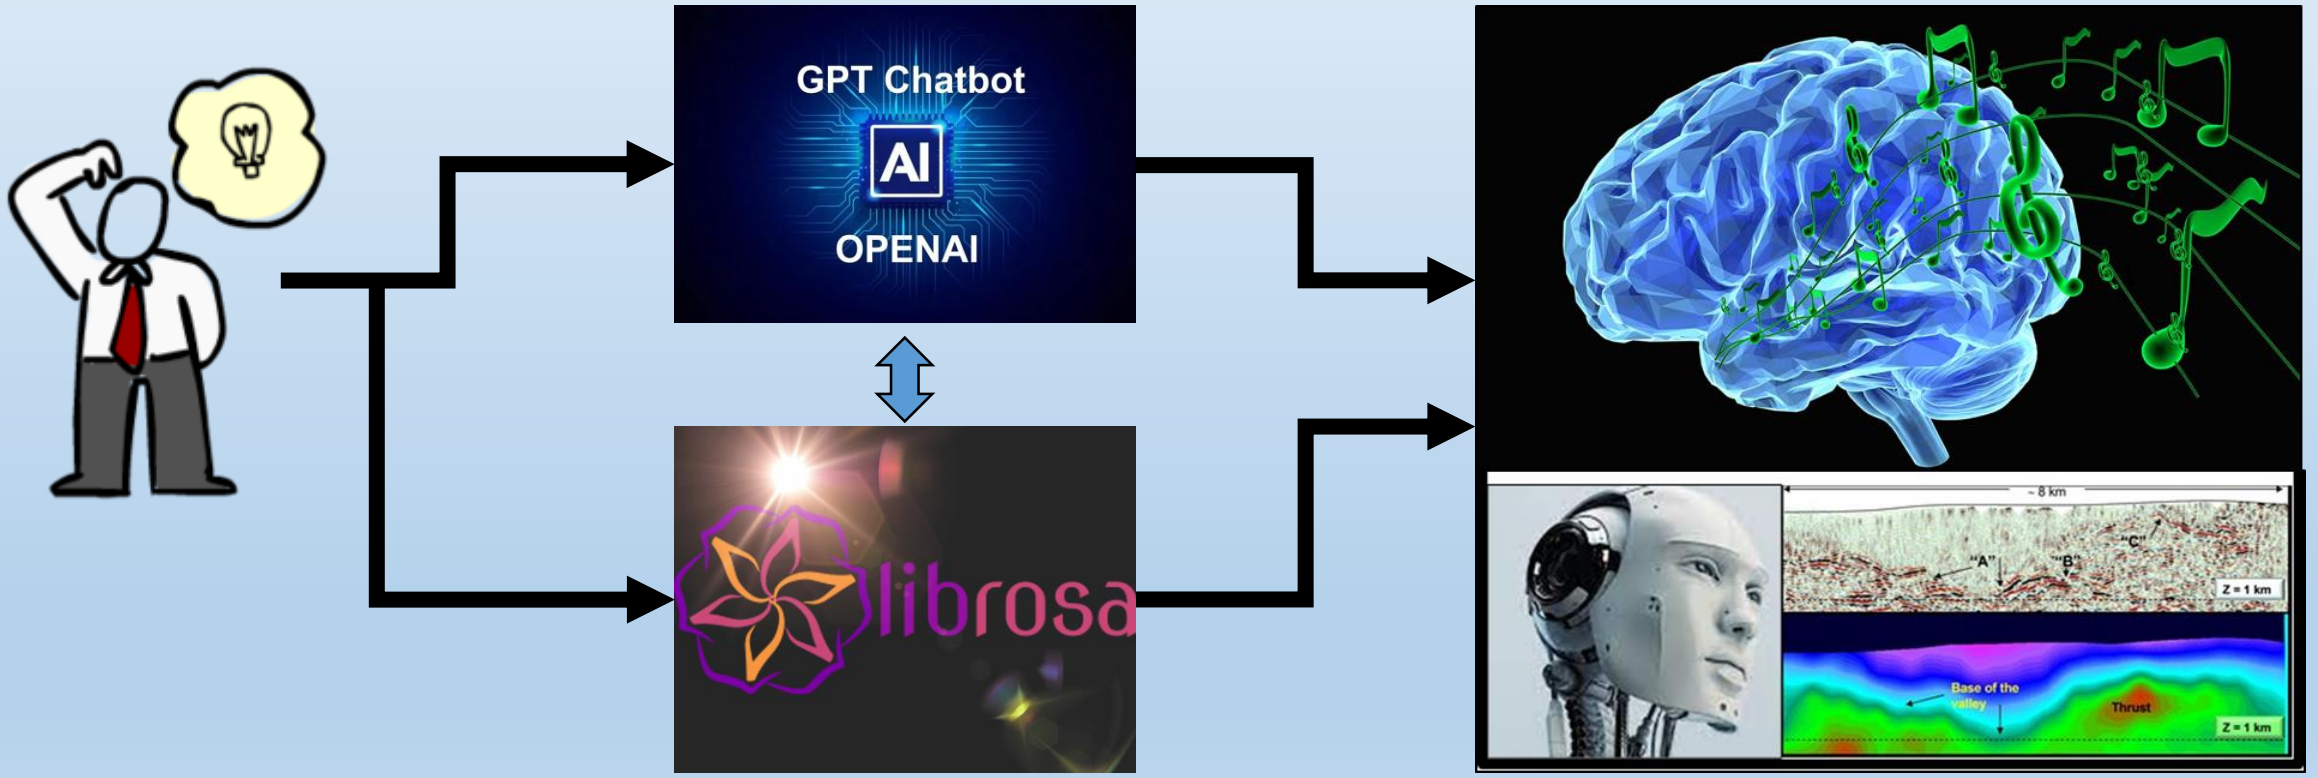 GPT Chatbot
AI
OPENAI
librosa
~ 8 km
"A"
"B"
"C"
Z = 1 km
Base of the
valley
Thrust
Z = 1 km